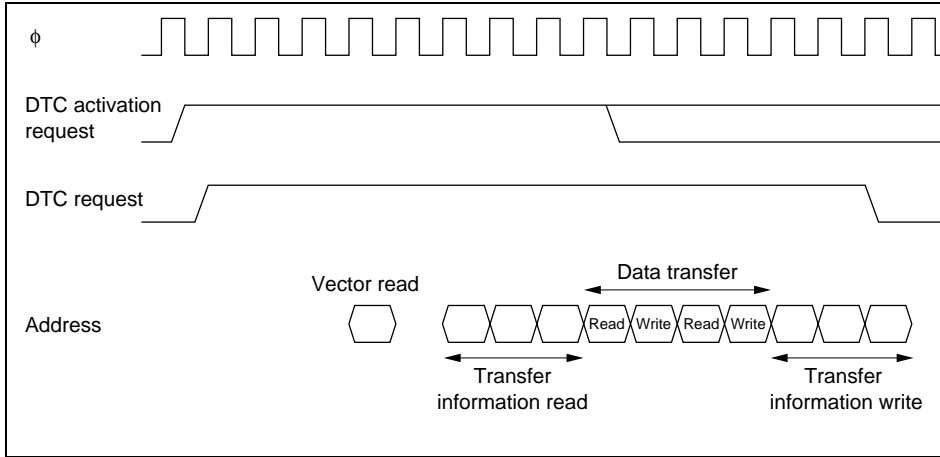 φ
DTC activation
request
DTC request
Data transfer
Vector read
Address
Read Write Read Write
Transfer
information read
Transfer
information write